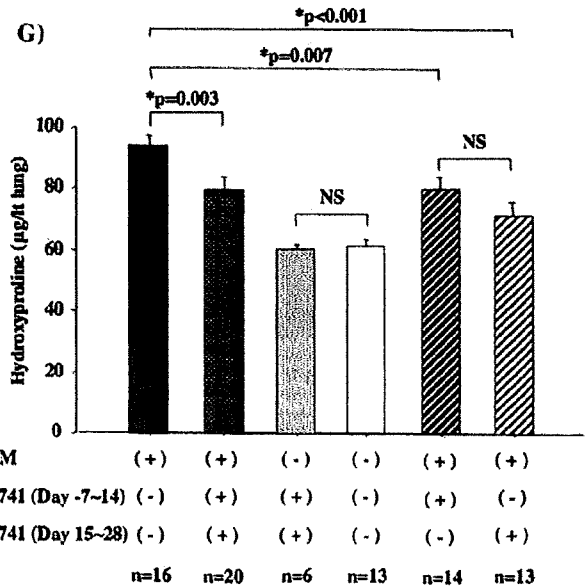 G)
*p<0.001
*p=0.007
*p=0.003
NS
NS
Hydroxyproline (µg/lt lung)
100
80
60
40
20
0
M (+) (+) (-) (-) (+) (+)
741 (Day -7~14) (-) (+) (+) (-) (+) (-)
741 (Day 15~28) (-) (+) (+) (-) (-) (+)
n=16 n=20 n=6 n=13 n=14 n=13